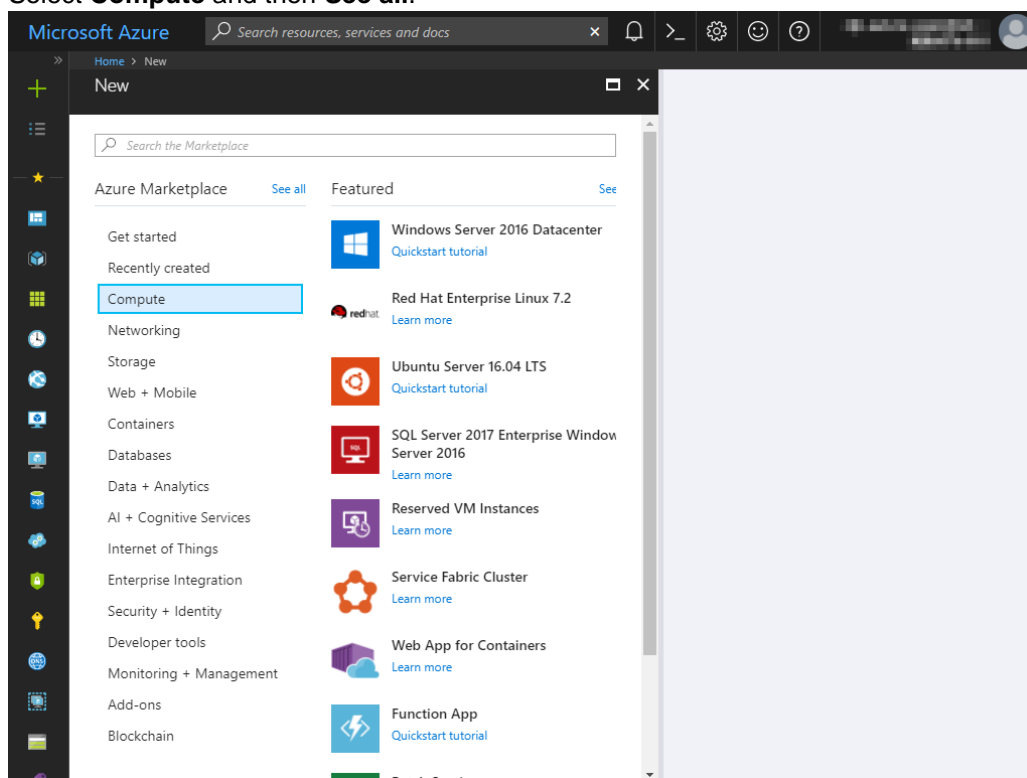 Select Compute and then See all.
Microsoft Azure
Search resources, services and docs
Home > New
New
Search the Marketplace
Azure Marketplace See all
Get started
Recently created
Compute
Networking
Storage
Web + Mobile
Containers
Databases
Data + Analytics
AI + Cognitive Services
Internet of Things
Enterprise Integration
Security + Identity
Developer tools
Monitoring + Management
Add-ons
Blockchain
Featured See
Windows Server 2016 Datacenter
Quickstart tutorial
redhat
Red Hat Enterprise Linux 7.2
Learn more
Ubuntu Server 16.04 LTS
Quickstart tutorial
SQL
SQL Server 2017 Enterprise Window
Server 2016
Learn more
Reserved VM Instances
Learn more
Service Fabric Cluster
Learn more
Web App for Containers
Learn more
Function App
Quickstart tutorial
SQL
DNS